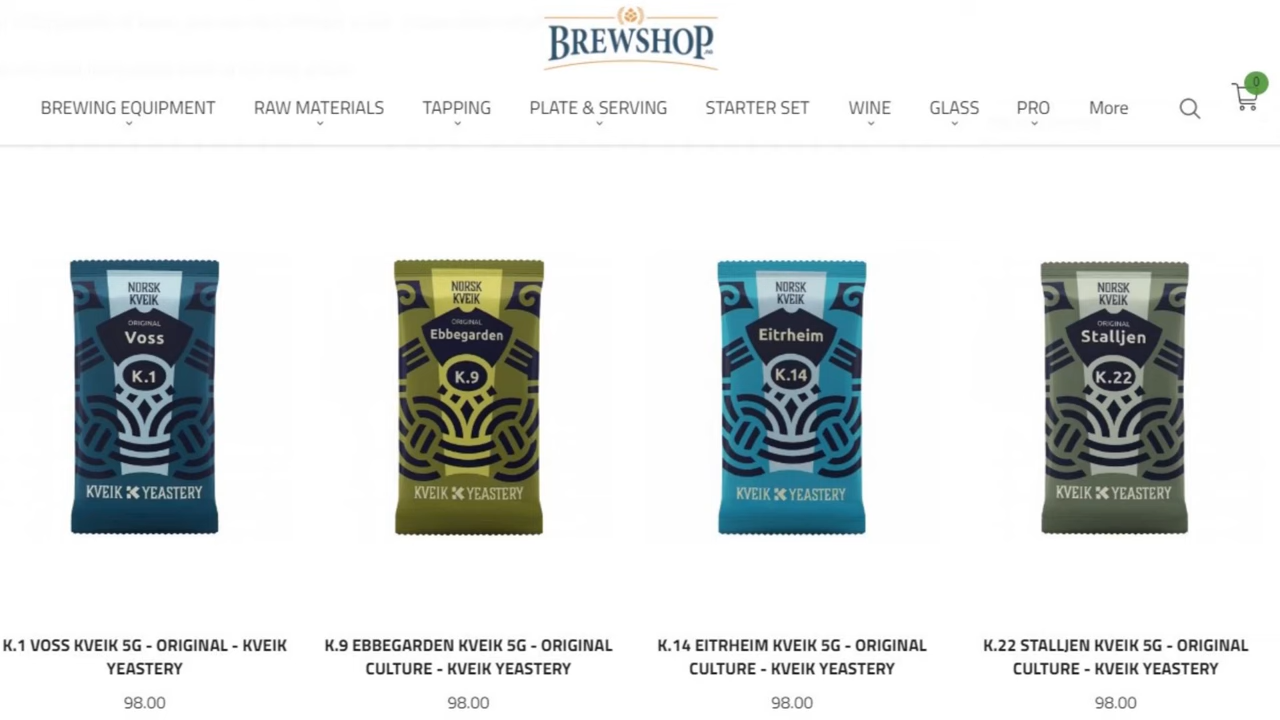 BREWSHOP
BREWING EQUIPMENT
RAW MATERIALS
TAPPING
PLATE & SERVING
STARTER SET
WINE
GLASS
PRO
More
0
NORSK
KVEIK
ORIGINAL
Voss
K.1
KVEIK YEASTERY
NORSK
KVEIK
ORIGINAL
Ebbegarden
K.9
KVEIK YEASTERY
NORSK
KVEIK
Eitrheim
K.14
KVEIK YEASTERY
NORSK
KVEIK
ORIGINAL
Stalljen
K.22
KVEIK YEASTERY
K.1 VOSS KVEIK 5G - ORIGINAL - KVEIK
YEASTERY
98.00
K.9 EBBEGARDEN KVEIK 5G - ORIGINAL
CULTURE - KVEIK YEASTERY
98.00
K.14 EITRHEIM KVEIK 5G - ORIGINAL
CULTURE - KVEIK YEASTERY
98.00
K.22 STALLJEN KVEIK 5G - ORIGINAL
CULTURE - KVEIK YEASTERY
98.00